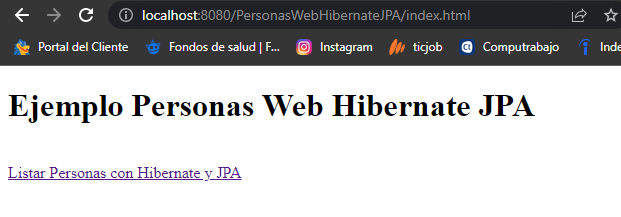 localhost:8080/PersonasWebHibernateJPA/index.html
Portal del Cliente Fondos de salud | F... Instagram ticjob Computrabajo Inde
Ejemplo Personas Web Hibernate JPA
Listar Personas con Hibernate y JPA